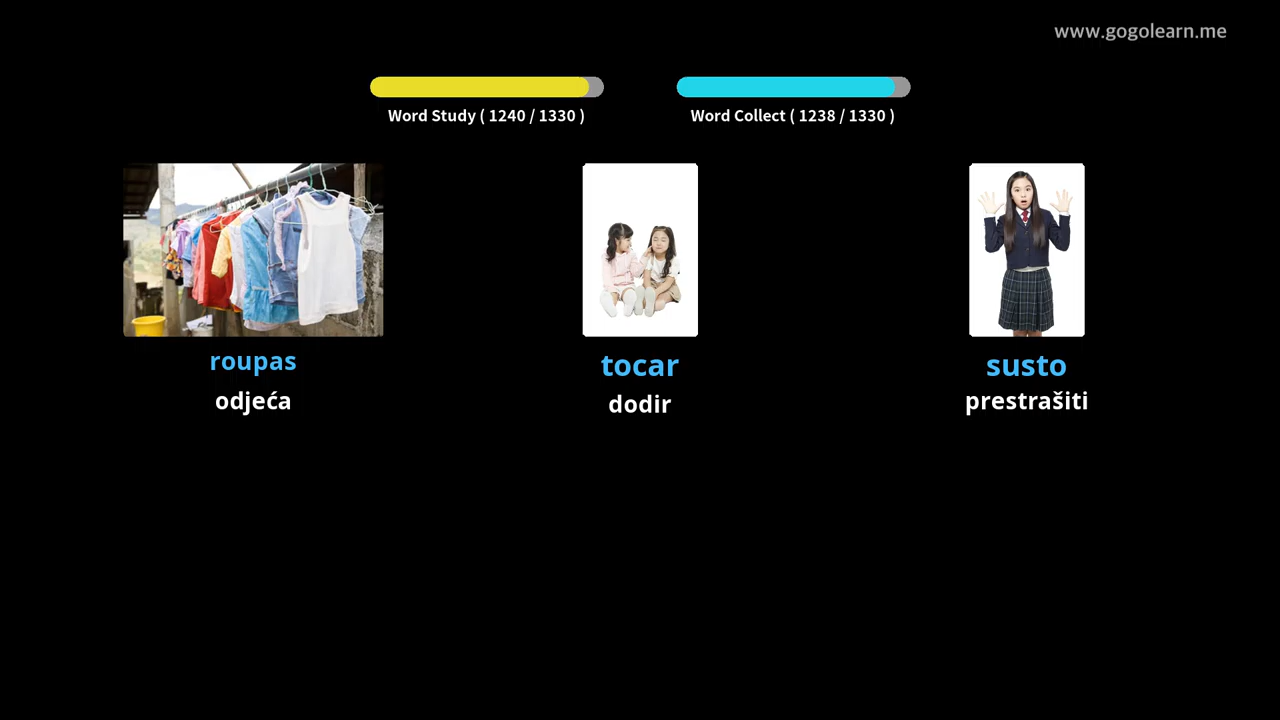 www.gogolearn.me
Word Study ( 1240 / 1330 )
Word Collect ( 1238 / 1330 )
roupas
odjeća
tocar
dodir
susto
prestrašiti